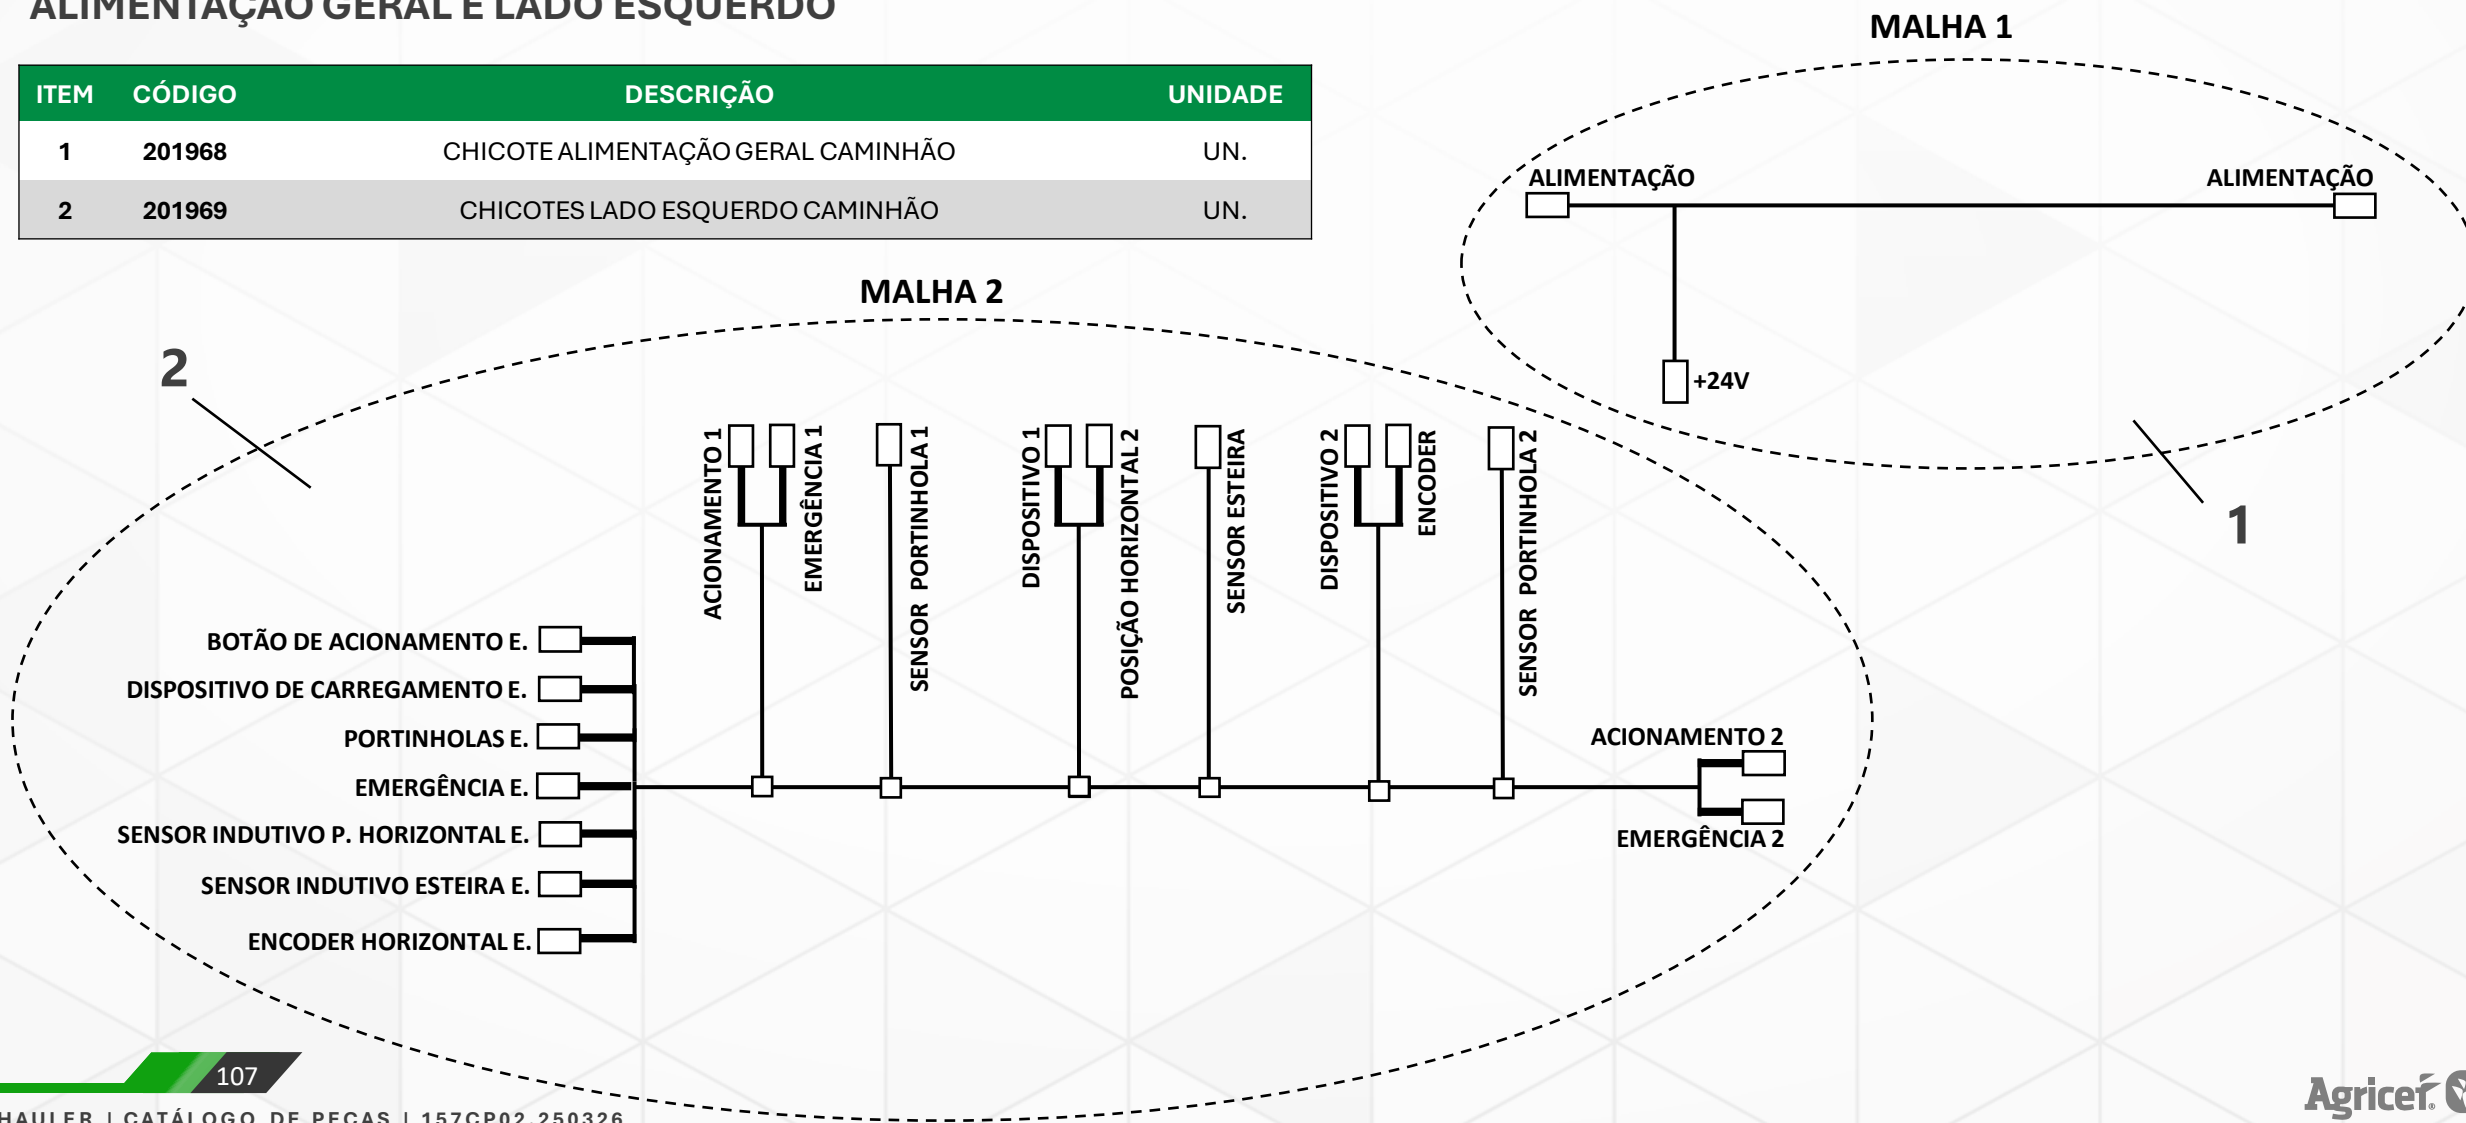 ALIMENTAÇÃO GERAL E LADO ESQUERDO
ITEM CÓDIGO DESCRIÇÃO UNIDADE
1 201968 CHICOTE ALIMENTAÇÃO GERAL CAMINHÃO UN.
2 201969 CHICOTES LADO ESQUERDO CAMINHÃO UN.
MALHA 1
ALIMENTAÇÃO
ALIMENTAÇÃO
+24V
1
MALHA 2
2
ACIONAMENTO 1
EMERGÊNCIA 1
SENSOR PORTINHOLA 1
DISPOSITIVO 1
POSIÇÃO HORIZONTAL 2
SENSOR ESTEIRA
DISPOSITIVO 2
ENCODER
SENSOR PORTINHOLA 2
BOTÃO DE ACIONAMENTO E.
DISPOSITIVO DE CARREGAMENTO E.
PORTINHOLAS E.
EMERGÊNCIA E.
SENSOR INDUTIVO P. HORIZONTAL E.
SENSOR INDUTIVO ESTEIRA E.
ENCODER HORIZONTAL E.
ACIONAMENTO 2
EMERGÊNCIA 2
107
HAULER | CATÁLOGO DE PEÇAS | 157CP02.250326
Agricef.